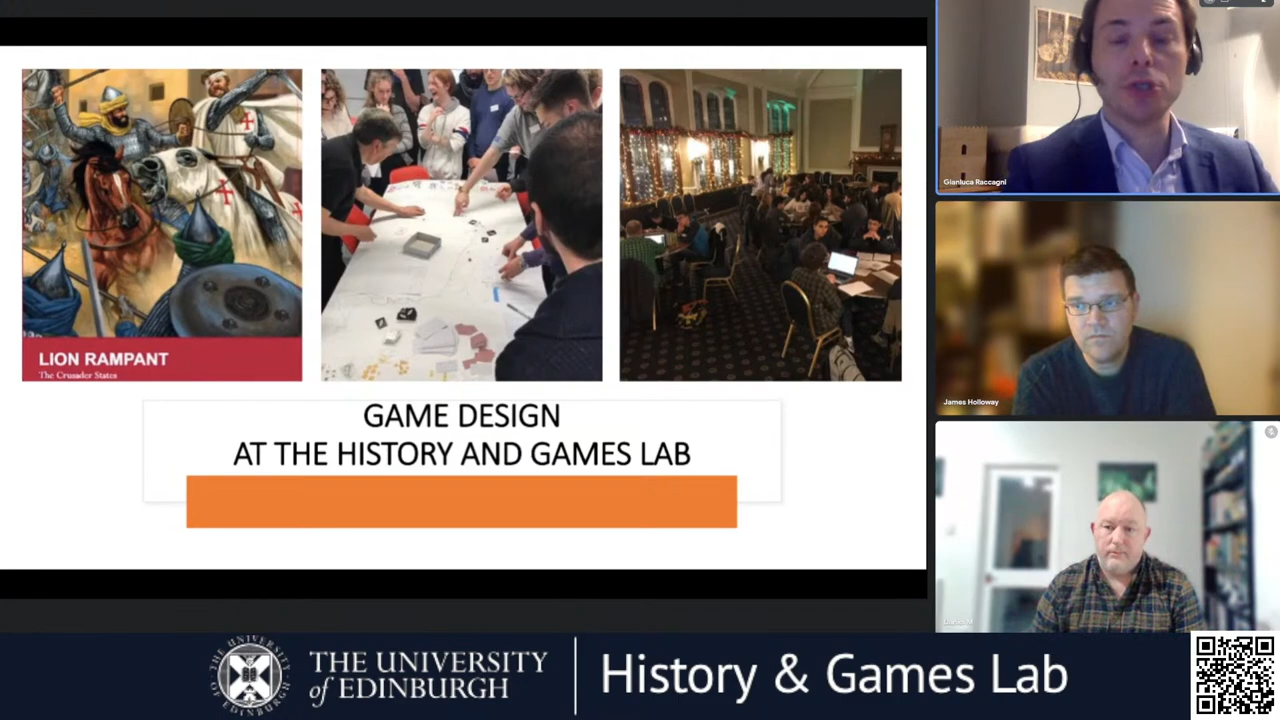 LION RAMPANT
The Crusader States
GAME DESIGN
AT THE HISTORY AND GAMES LAB
Gianluca Raccagni
James Holloway
THE UNIVERSITY
of EDINBURGH
History & Games Lab